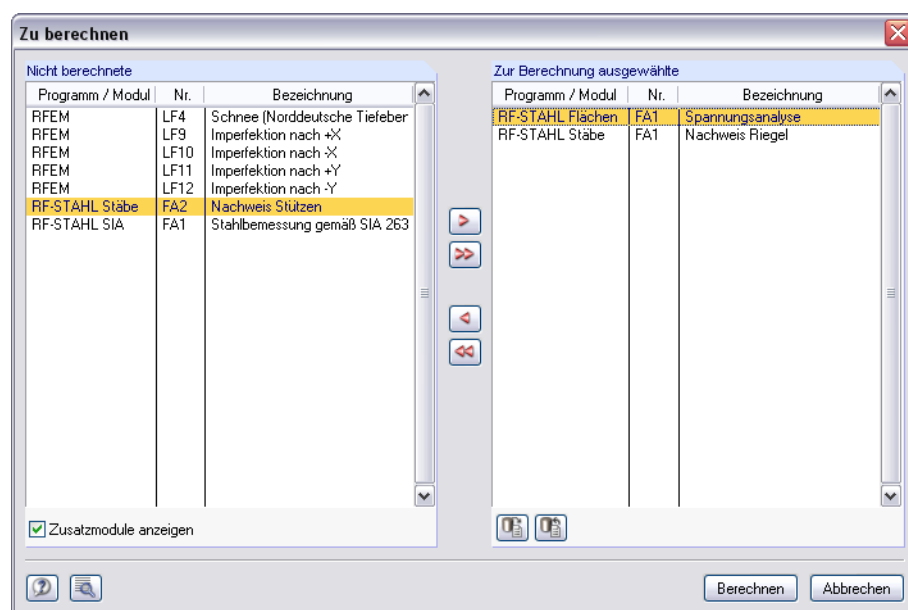 Zu berechnen
Nicht berechnete
Programm / Modul Nr. Bezeichnung
RFEM LF4 Schnee (Norddeutsche Tiefeber
RFEM LF9 Imperfektion nach +X
RFEM LF10 Imperfektion nach -X
RFEM LF11 Imperfektion nach +Y
RFEM LF12 Imperfektion nach -Y
RF-STAHL Stäbe FA2 Nachweis Stützen
RF-STAHL SIA FA1 Stahlbemessung gemäß SIA 263
Zusatzmodule anzeigen
> 
>>
<
<<
Zur Berechnung ausgewählte
Programm / Modul Nr. Bezeichnung
RF-STAHL Flächen FA1 Spannungsanalyse
RF-STAHL Stäbe FA1 Nachweis Riegel
Berechnen Abbrechen